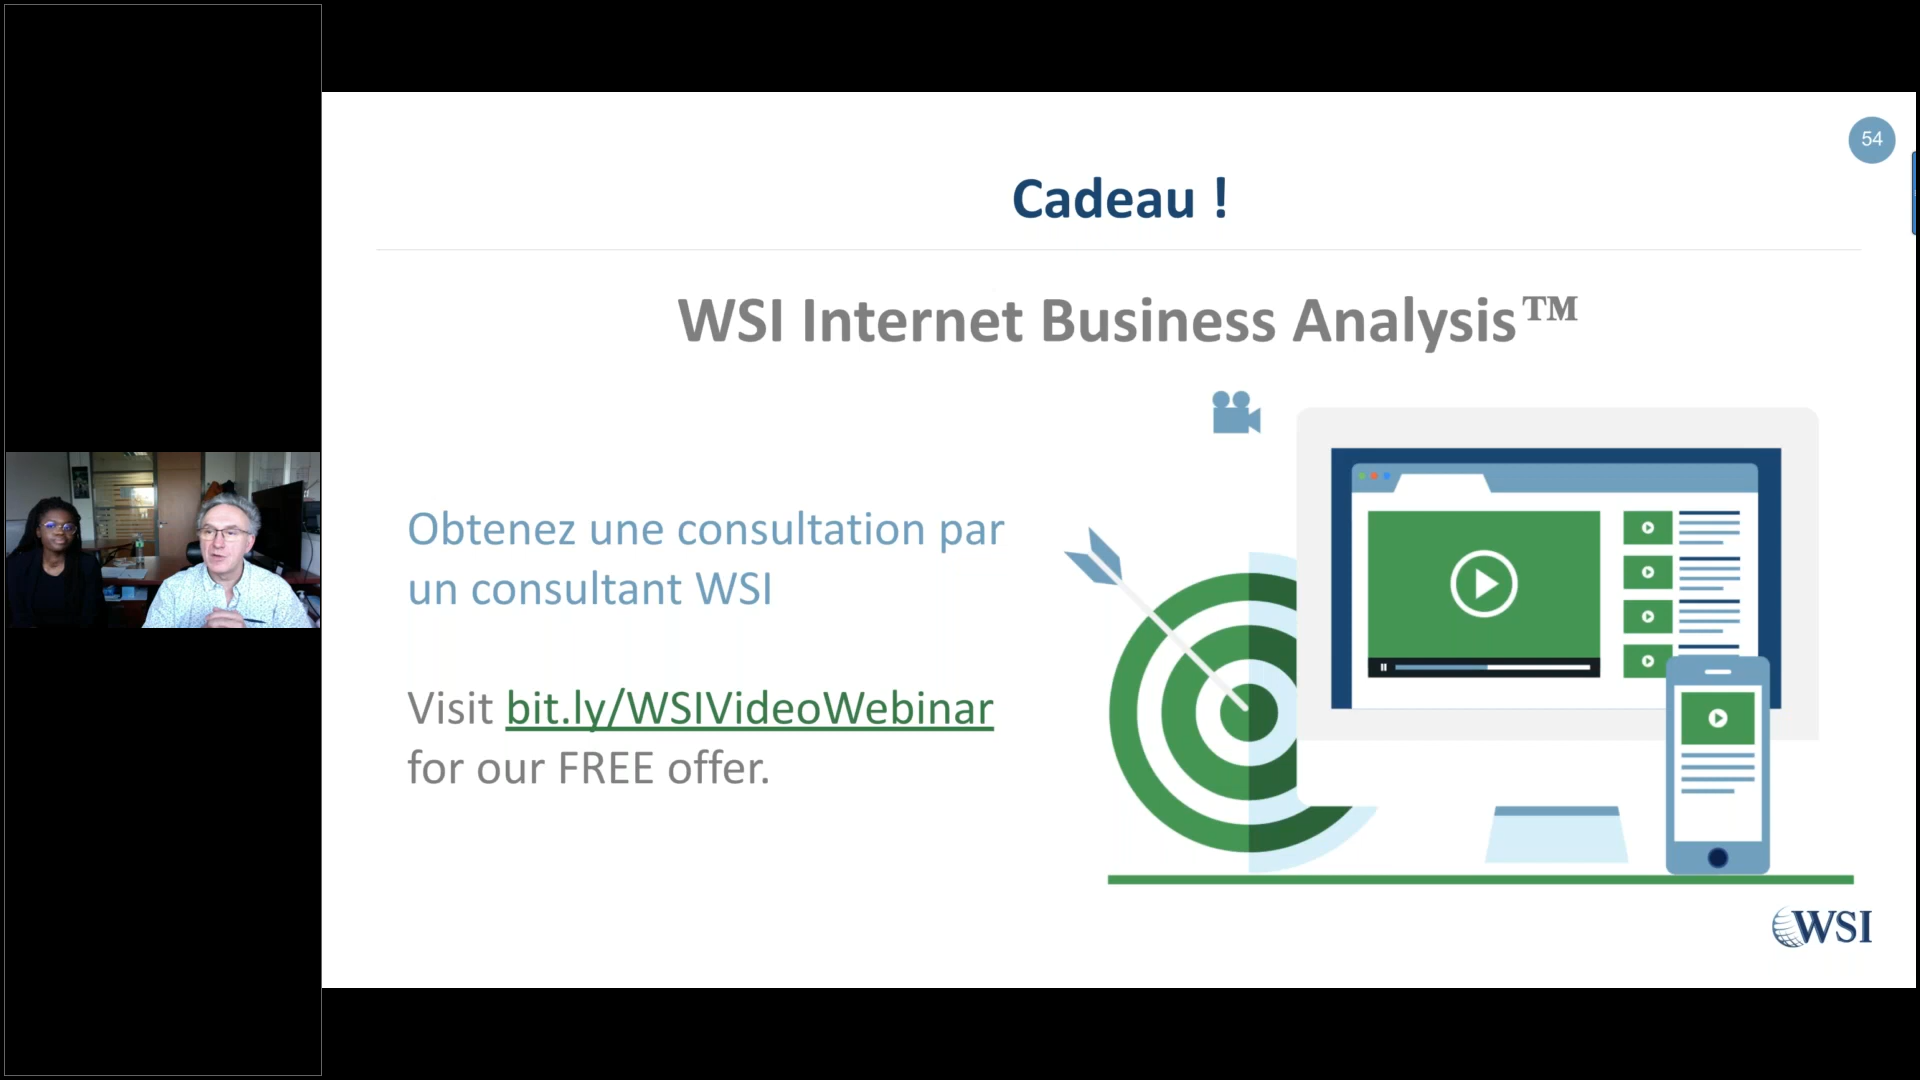 54
Cadeau !
WSI Internet Business Analysis™
Obtenez une consultation par
un consultant WSI
Visit bit.ly/WSIVideoWebinar
for our FREE offer.
WSI